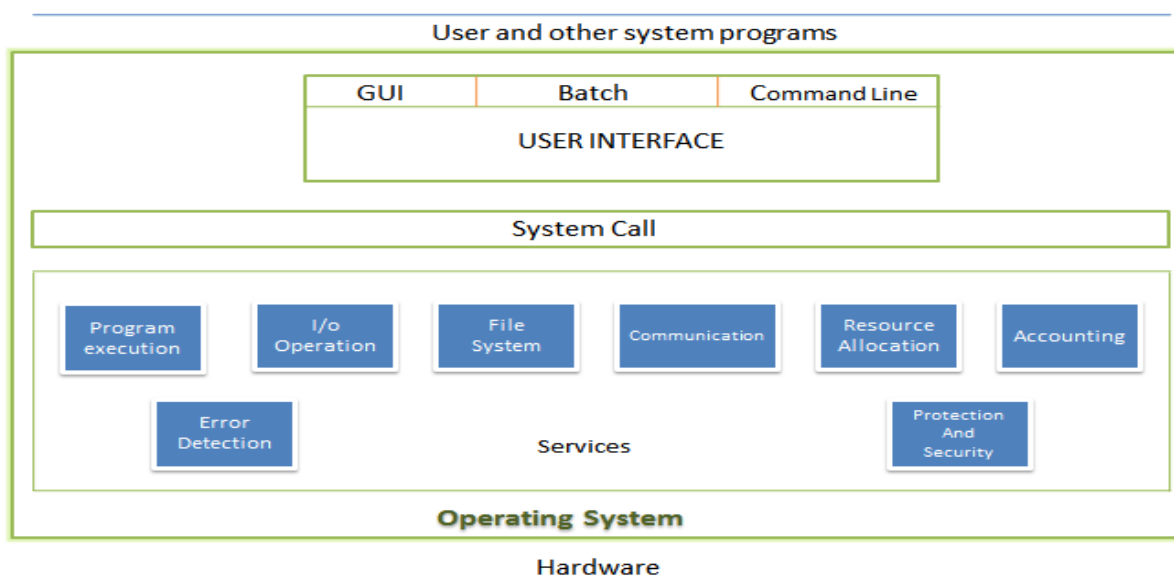 User and other system programs
GUI
Batch
Command Line
USER INTERFACE
System Call
Program
execution
I/o
Operation
File
System
Communication
Resource
Allocation
Accounting
Error
Detection
Services
Protection
And
Security
Operating System
Hardware